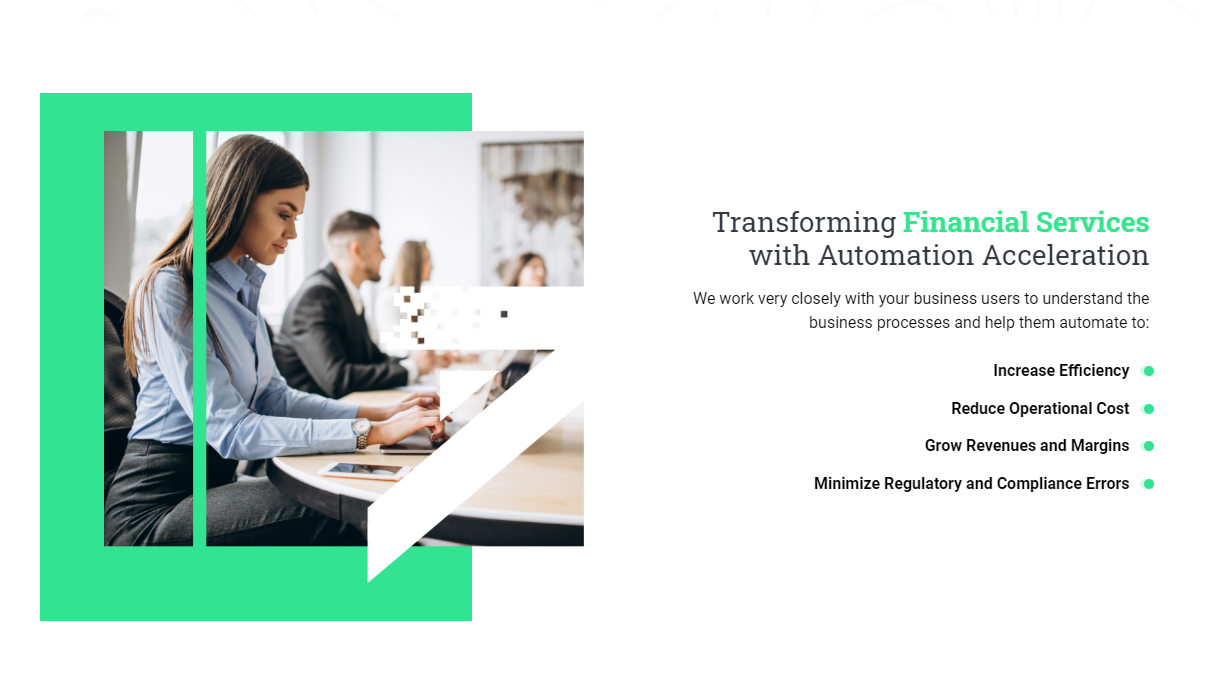 Transforming Financial Services
with Automation Acceleration
We work very closely with your business users to understand the
business processes and help them automate to:
Increase Efficiency
Reduce Operational Cost
Grow Revenues and Margins
Minimize Regulatory and Compliance Errors